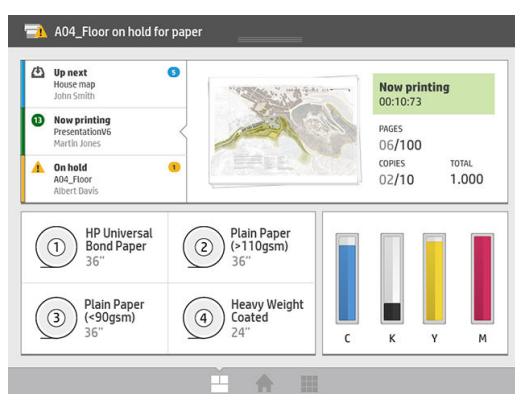 A04_Floor on hold for paper
Up next
5
House map
John Smith
13
Now printing
PresentationV6
Martin Jones
On hold
1
A04_Floor
Albert Davis
Now printing
00:10:73
PAGES
06/100
COPIES
TOTAL
02/10
1.000
1
HP Universal
Bond Paper
36"
2
Plain Paper
(>110gsm)
36"
3
Plain Paper
(<90gsm)
36"
4
Heavy Weight
Coated
24"
C
K
Y
M